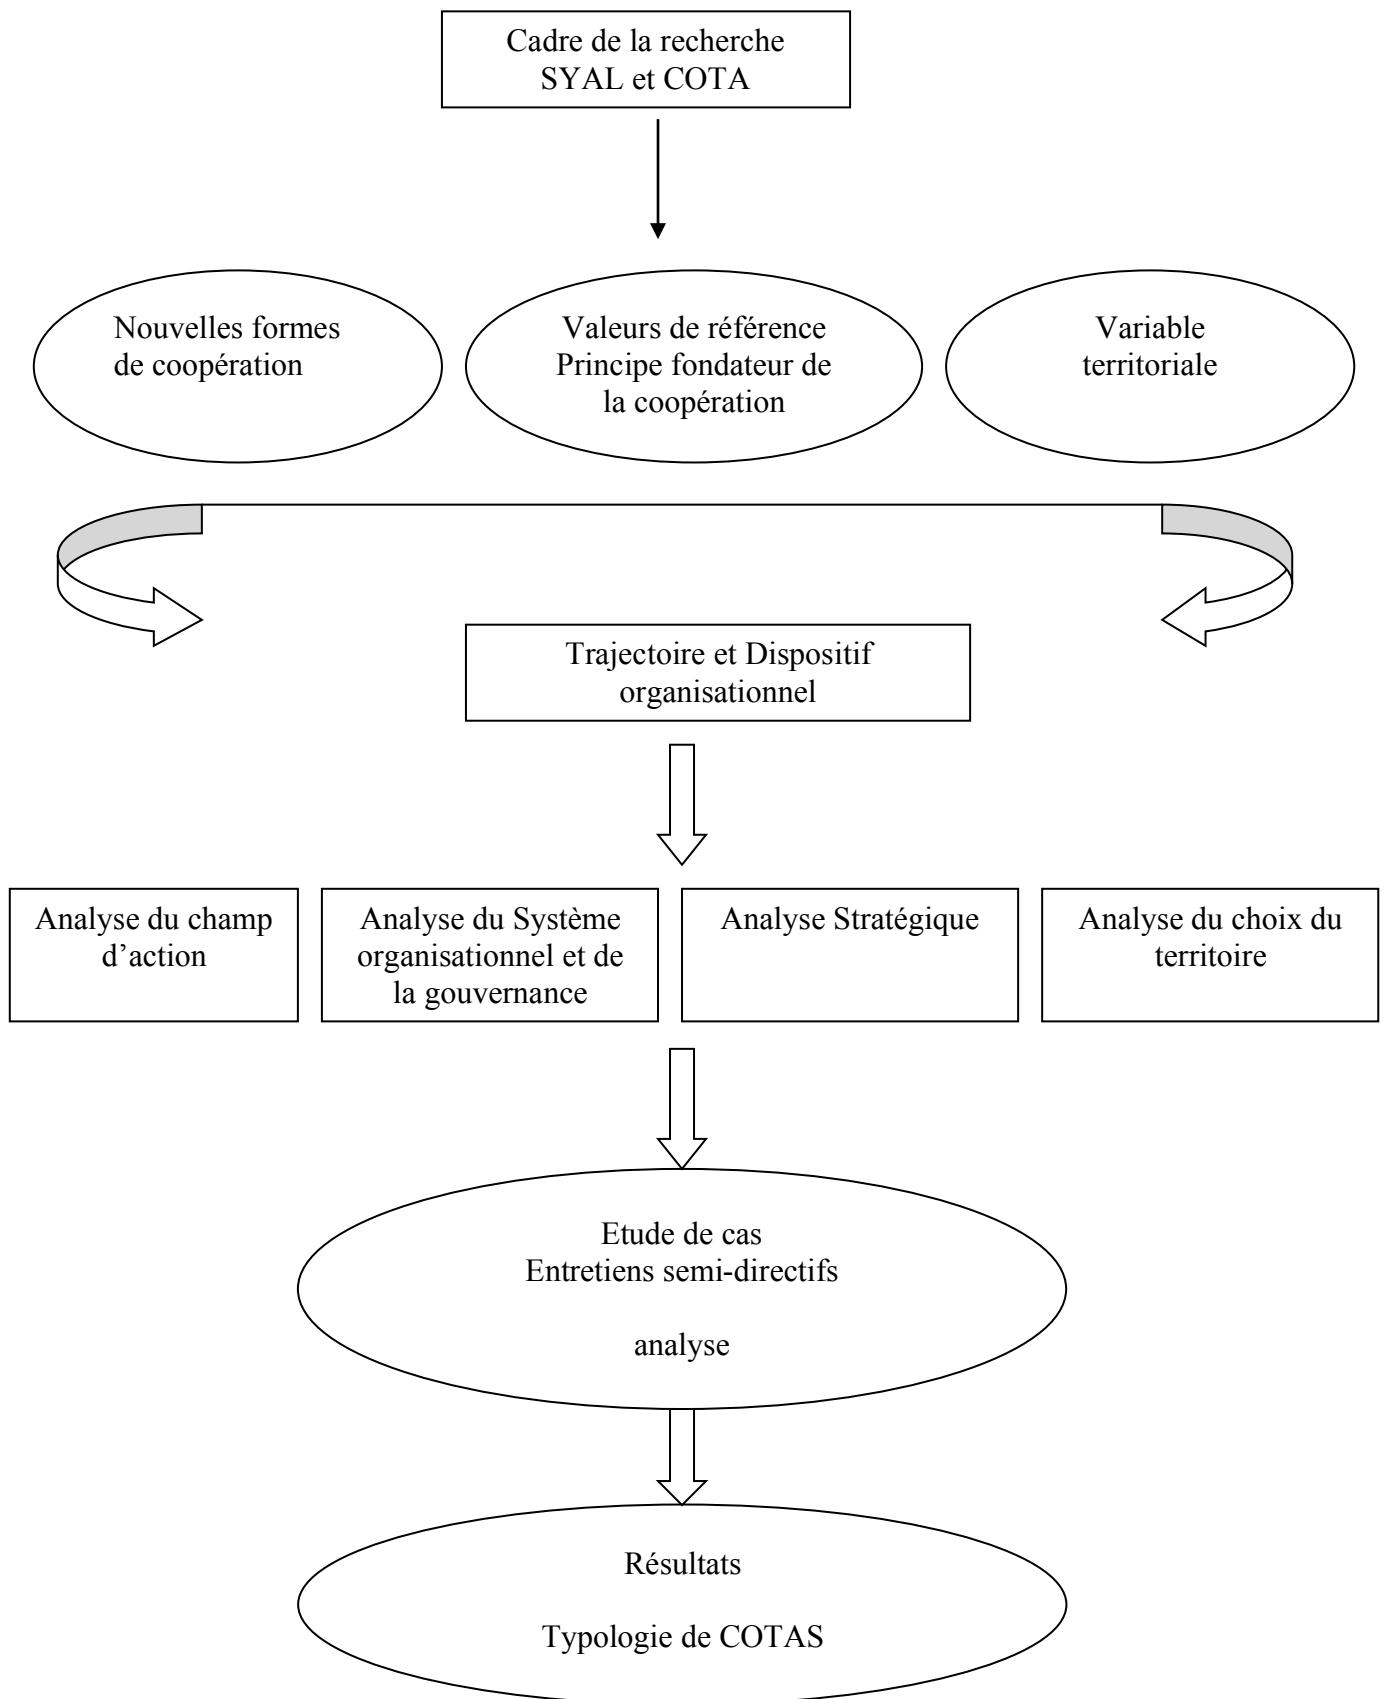 Cadre de la recherche
SYAL et COTA
Nouvelles formes
de coopération
Valeurs de référence
Principe fondateur de
la coopération
Variable
territoriale
Trajectoire et Dispositif
organisationnel
Analyse du champ
d’action
Analyse du Système
organisationnel et de
la gouvernance
Analyse Stratégique
Analyse du choix du
territoire
Etude de cas
Entretiens semi-directifs
analyse
Résultats
Typologie de COTAS